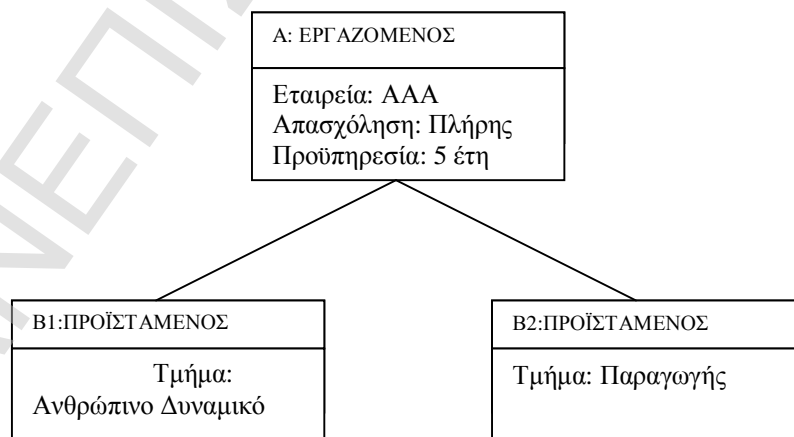 Α: ΕΡΓΑΖΟΜΕΝΟΣ
Εταιρεία: ΑΑΑ
Απασχόληση: Πλήρης
Προϋπηρεσία: 5 έτη
Β1:ΠΡΟΪΣΤΑΜΕΝΟΣ
Τμήμα:
Ανθρώπινο Δυναμικό
Β2:ΠΡΟΪΣΤΑΜΕΝΟΣ
Τμήμα: Παραγωγής